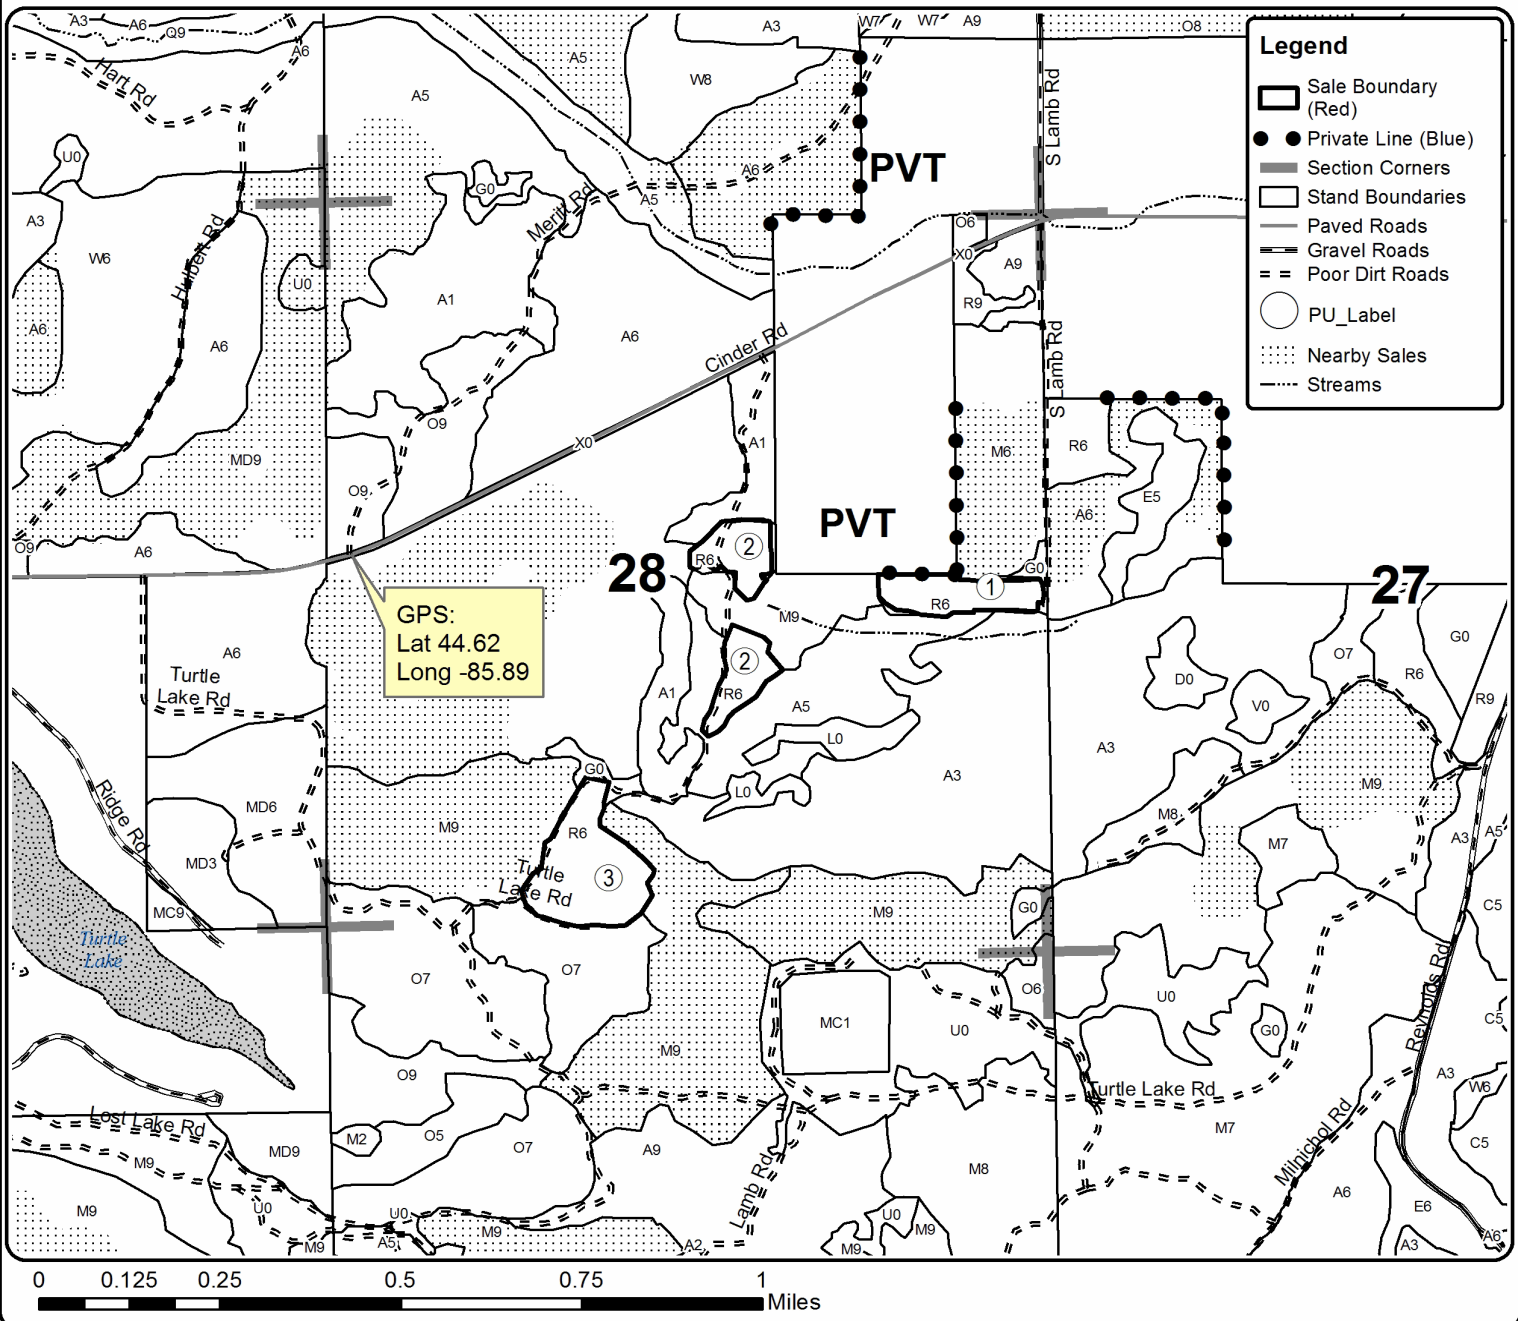 A3
A6
Q9
A6
Hart Rd
A5
A5
A3
W7
W7
A9
O8
W8
S Lamb Rd
Legend
Sale Boundary
(Red)
Private Line (Blue)
Section Corners
Stand Boundaries
Paved Roads
Gravel Roads
Poor Dirt Roads
PU_Label
Nearby Sales
Streams
U0
G0
A6
PVT
A5
Meritt Rd
A3
W6
Hulbert Rd
U0
O6
X0
A9
R9
A6
A6
A1
A6
Cinder Rd
S Lamb Rd
O9
X0
A1
M6
R6
MD9
O9
E5
A6
PVT
O9
A6
R6
2
28
G0
1
R6
27
GPS:
Lat 44.62
Long -85.89
M9
A6
Turtle
Lake Rd
2
R6
A1
A5
L0
G0
O7
R6
D0
V0
R9
A3
A3
G0
L0
M9
Ridge Rd
MD6
M9
R6
M8
M7
A3
A5
MD3
Turtle
Lake Rd
3
MC9
M9
G0
C5
Turtle
Lake
O7
O7
O6
U0
Reynolds Rd
MC1
U0
G0
C5
M9
O9
Turtle Lake Rd
A3
W6
Lost Lake Rd
M2
O5
O7
A9
M7
Milnichol Rd
C5
MD9
M9
M8
Lamb Rd
A6
E6
M9
U0
U0
M9
U0
M9
M9
A5
A2
M9
A3
A6
0
0.125
0.25
0.5
0.75
1
Miles